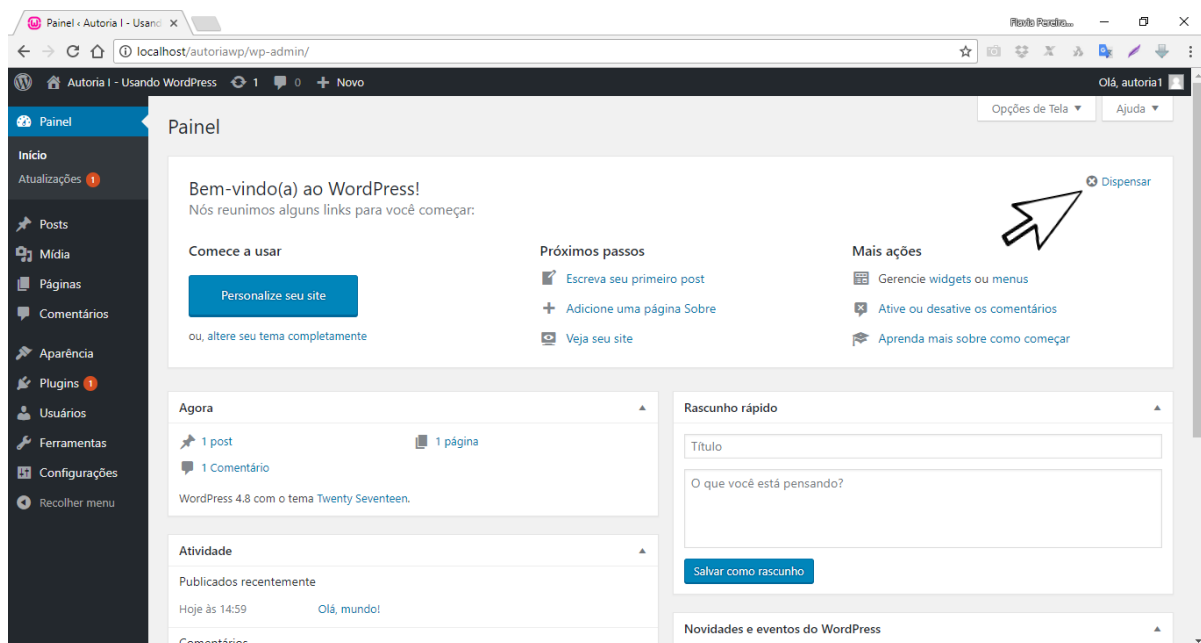 Painel ‹ Autoria I - Usand
Flavia Pereira...
localhost/autoriawp/wp-admin/
Autoria I - Usando WordPress 1 0 Novo
Olá, autoria1
Painel
Início
Atualizações 1
Posts
Mídia
Páginas
Comentários
Aparência
Plugins 1
Usuários
Ferramentas
Configurações
Recolher menu
Opções de Tela
Ajuda
Painel
Bem-vindo(a) ao WordPress!
Dispensar
Nós reunimos alguns links para você começar:
Comece a usar
Personalize seu site
ou, altere seu tema completamente
Próximos passos
Escreva seu primeiro post
Adicione uma página Sobre
Veja seu site
Mais ações
Gerencie widgets ou menus
Ative ou desative os comentários
Aprenda mais sobre como começar
Agora
1 post
1 página
1 Comentário
WordPress 4.8 com o tema Twenty Seventeen.
Atividade
Publicados recentemente
Hoje às 14:59 Olá, mundo!
Comentários
Rascunho rápido
Título
O que você está pensando?
Salvar como rascunho
Novidades e eventos do WordPress